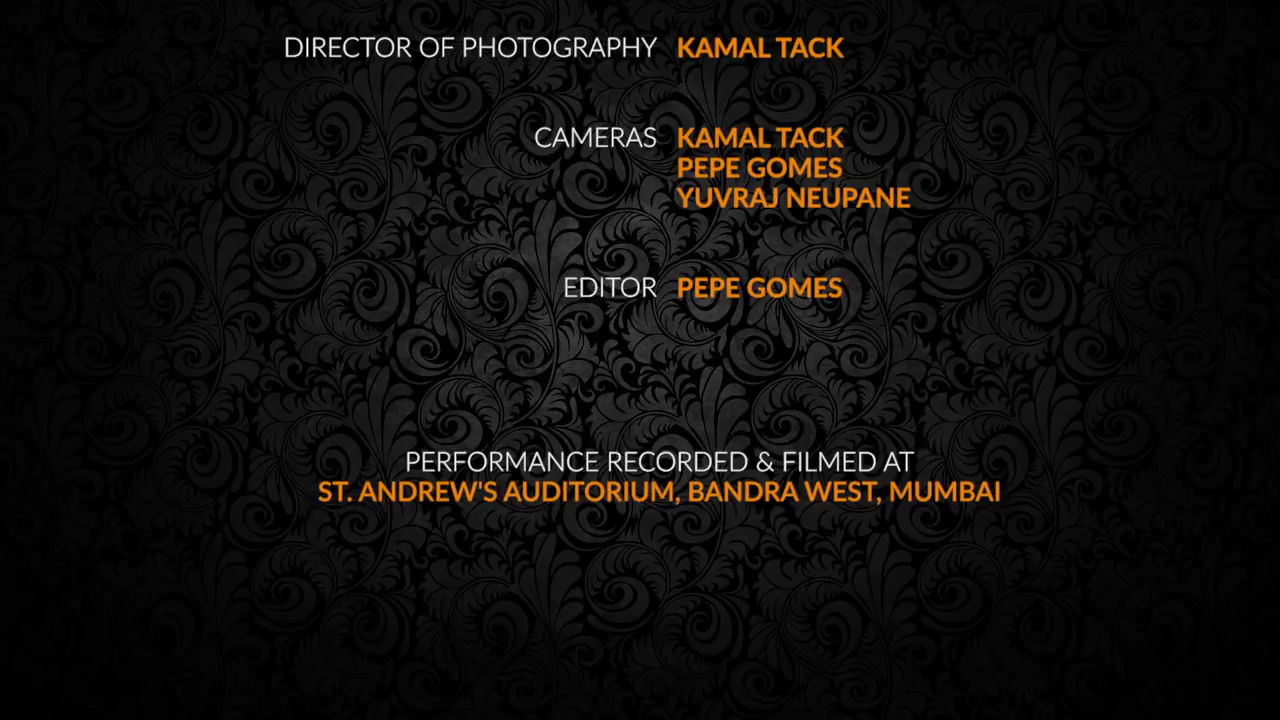 DIRECTOR OF PHOTOGRAPHY KAMAL TACK
CAMERAS KAMAL TACK
PEPE GOMES
YUVRAJ NEUPANE
EDITOR PEPE GOMES
PERFORMANCE RECORDED & FILMED AT
ST. ANDREW'S AUDITORIUM, BANDRA WEST, MUMBAI